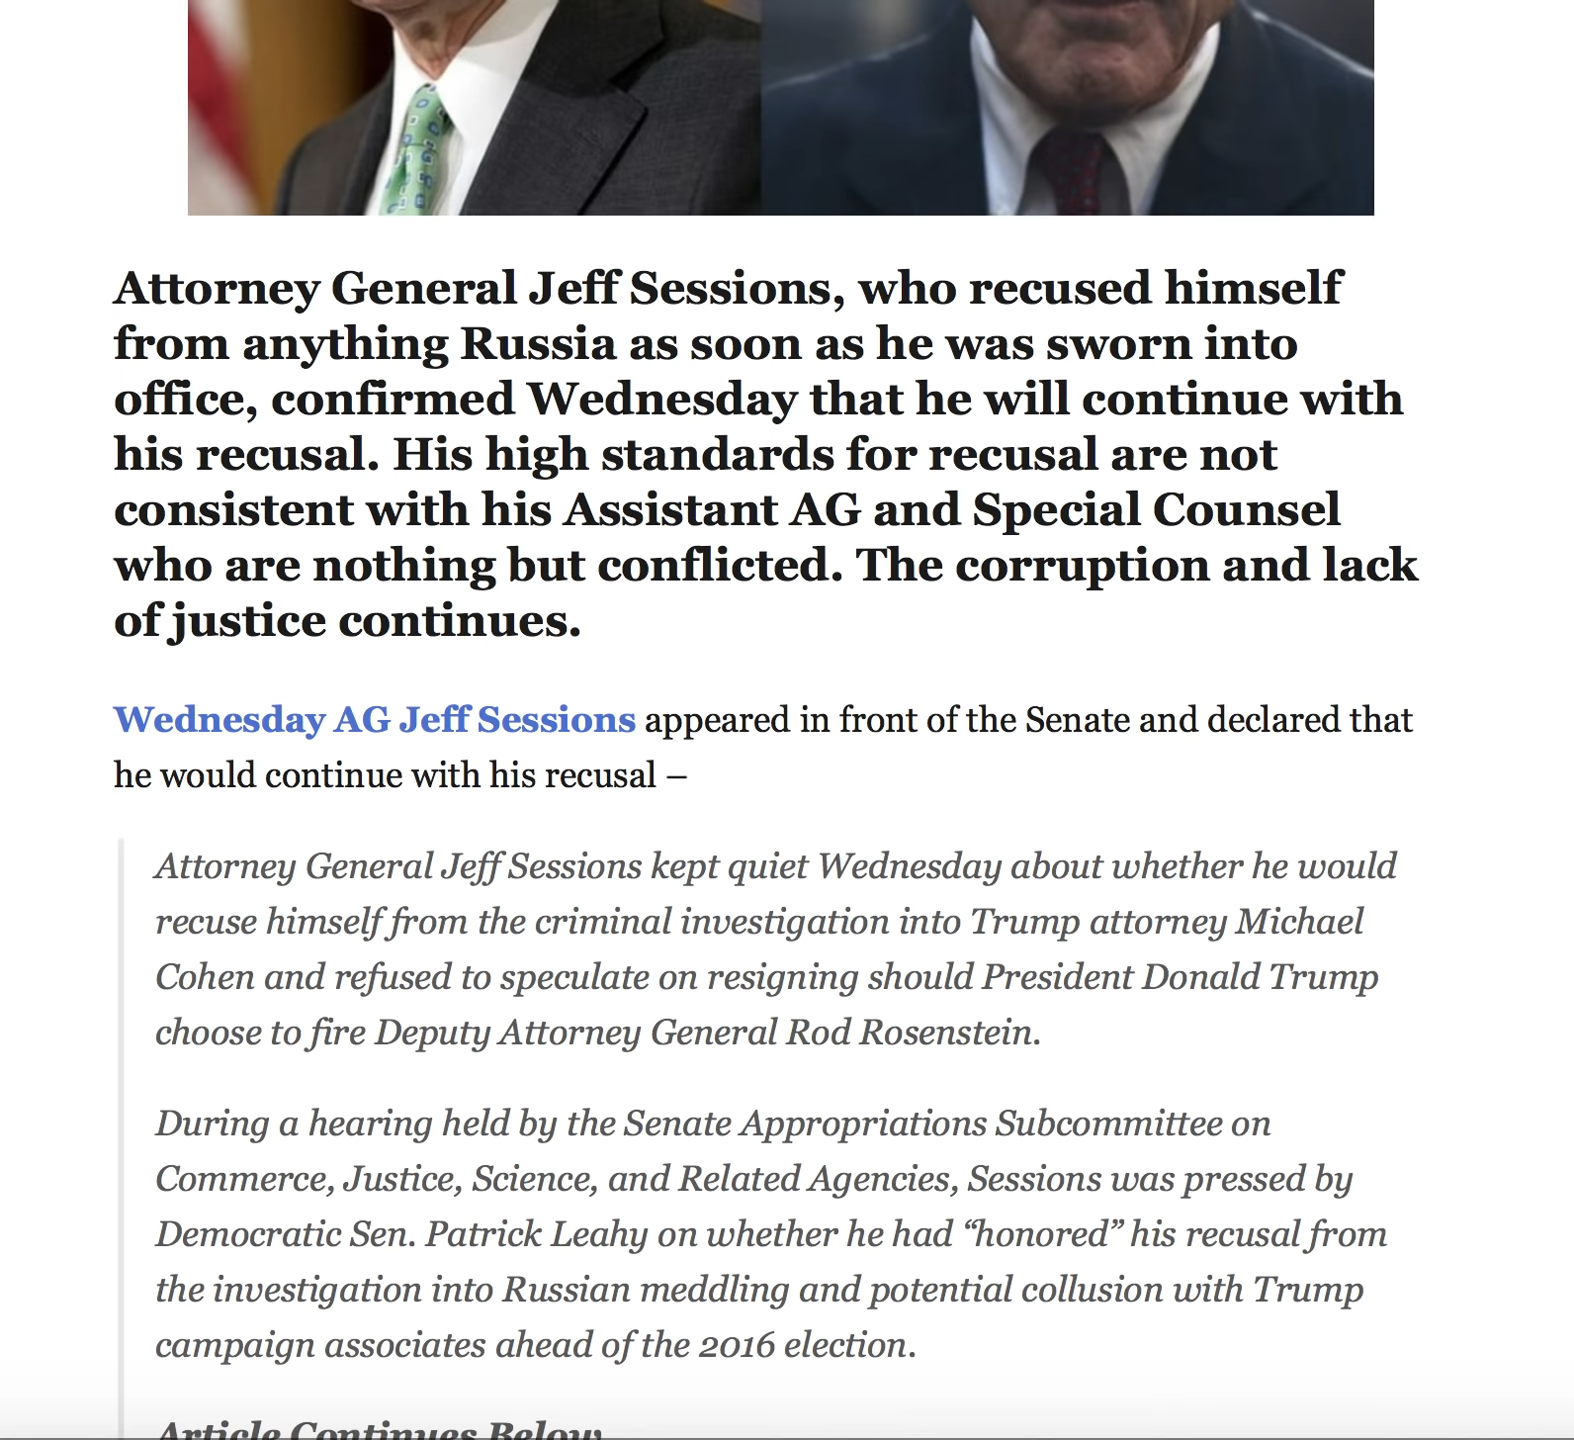 Attorney General Jeff Sessions, who recused himself
from anything Russia as soon as he was sworn into
office, confirmed Wednesday that he will continue with
his recusal. His high standards for recusal are not
consistent with his Assistant AG and Special Counsel
who are nothing but conflicted. The corruption and lack
of justice continues.
Wednesday AG Jeff Sessions appeared in front of the Senate and declared that
he would continue with his recusal –
Attorney General Jeff Sessions kept quiet Wednesday about whether he would
recuse himself from the criminal investigation into Trump attorney Michael
Cohen and refused to speculate on resigning should President Donald Trump
choose to fire Deputy Attorney General Rod Rosenstein.
During a hearing held by the Senate Appropriations Subcommittee on
Commerce, Justice, Science, and Related Agencies, Sessions was pressed by
Democratic Sen. Patrick Leahy on whether he had “honored” his recusal from
the investigation into Russian meddling and potential collusion with Trump
campaign associates ahead of the 2016 election.
Article Continues Below